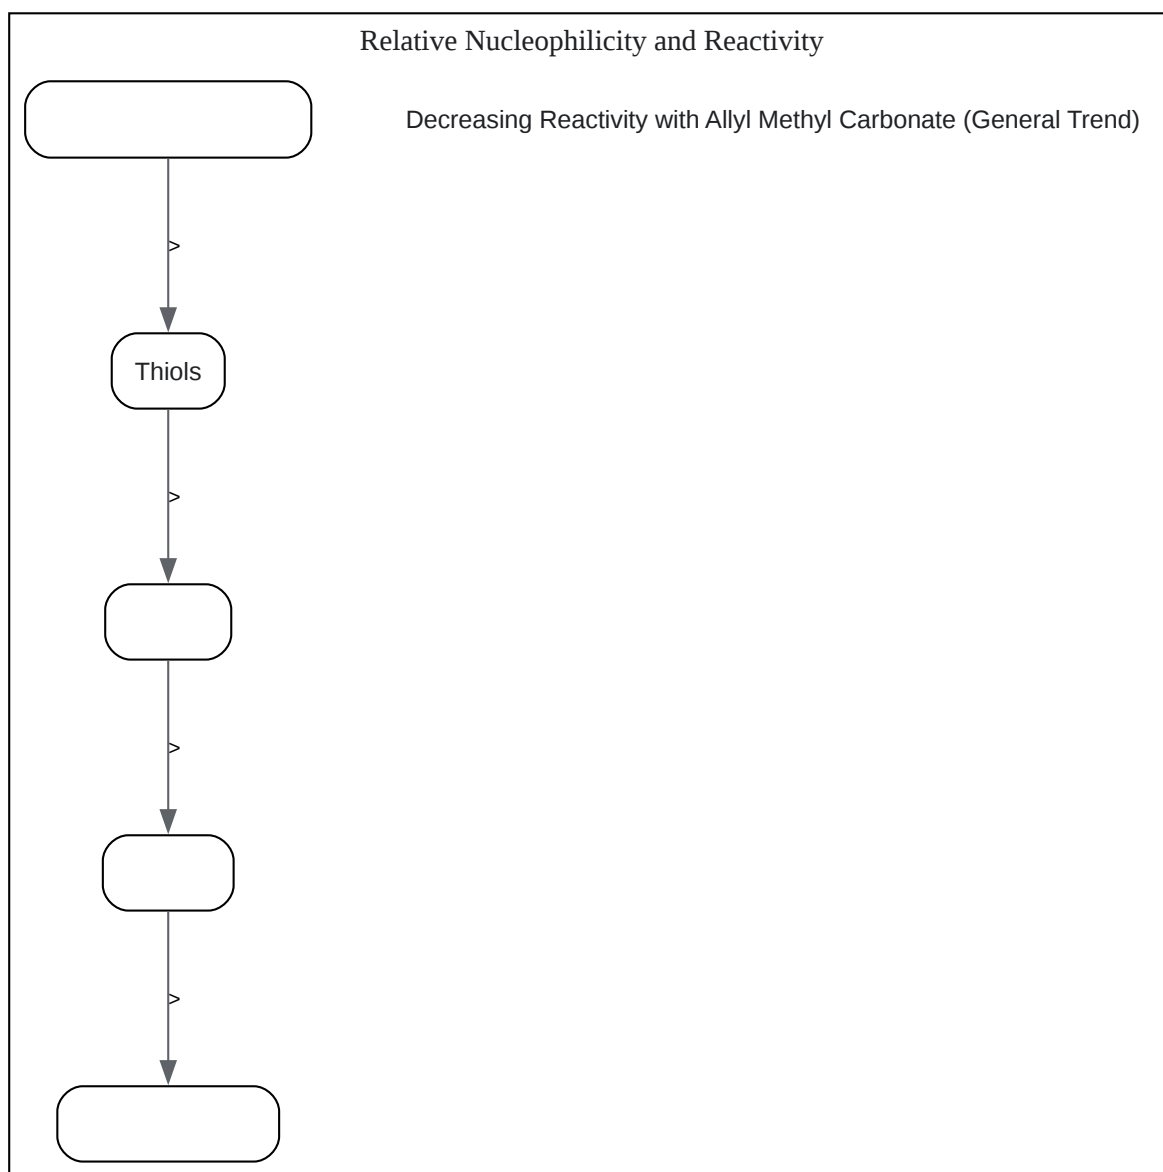 Relative Nucleophilicity and Reactivity
Decreasing Reactivity with Allyl Methyl Carbonate (General Trend)
>
Thiols
>
>
>